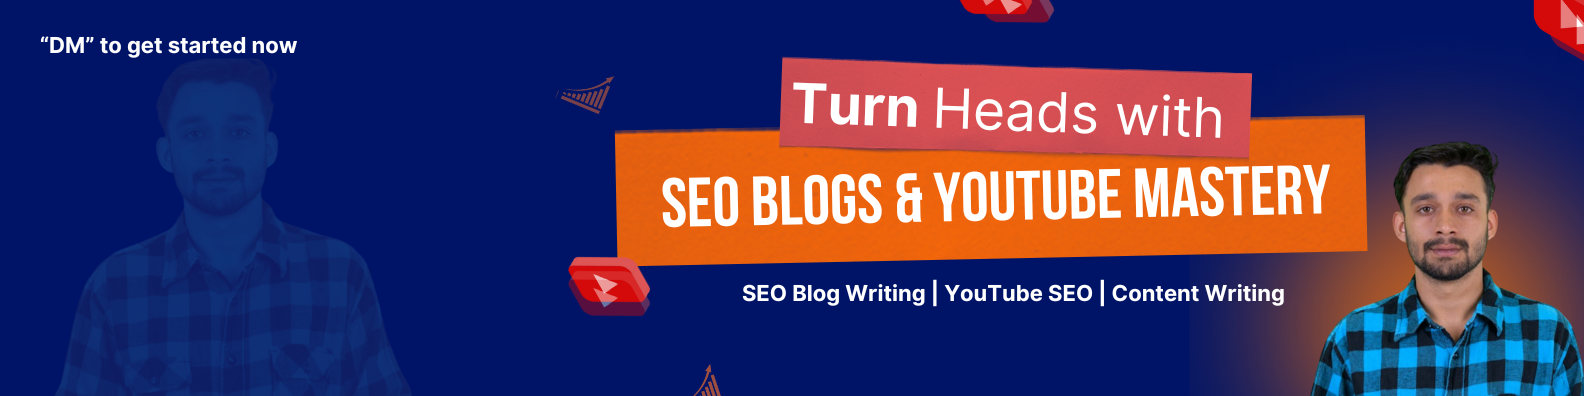 “DM” to get started now
Turn Heads with
SEO BLOGS & YOUTUBE MASTERY
SEO Blog Writing | YouTube SEO | Content Writing